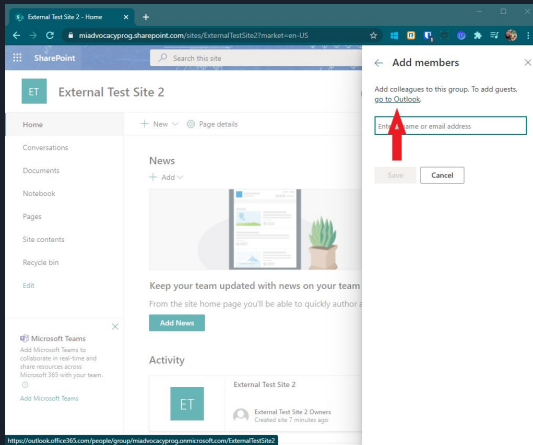 External Test Site 2 - Home
miadvocacyprog.sharepoint.com/sites/ExternalTestSite2?market=en-US
SharePoint
Search this site
ET
External Test Site 2
Home
Conversations
Documents
Notebook
Pages
Site contents
Recycle bin
Edit
Microsoft Teams
Add Microsoft Teams to
collaborate in real-time and
share resources across
Microsoft 365 with your team.
Add Microsoft Teams
+ New
Page details
News
+ Add
Keep your team updated with news on your team
From the site home page you'll be able to quickly author a
Add News
Activity
ET
External Test Site 2
External Test Site 2 Owners
Created site 7 minutes ago
Add members
Add colleagues to this group. To add guests,
go to Outlook.
Enter name or email address
Save
Cancel
https://outlook.office365.com/people/group/miadvocacyprog.onmicrosoft.com/ExternalTestSite2